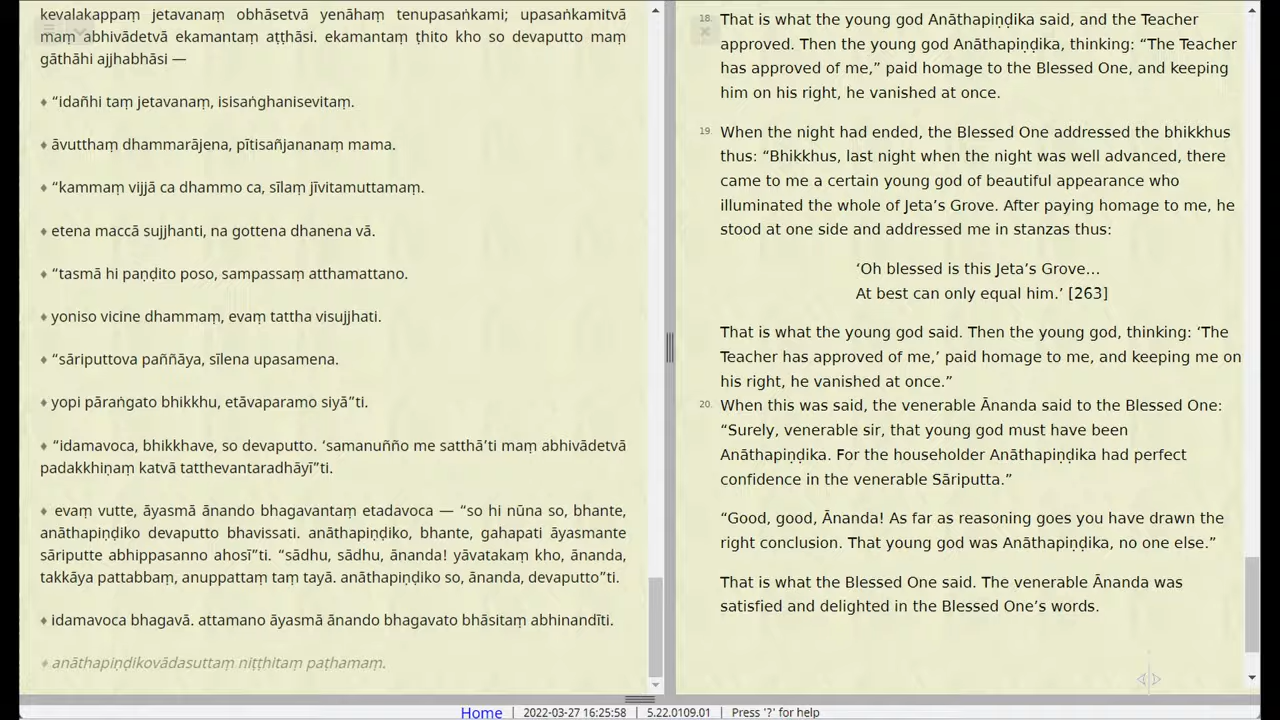 kevalakappaṃ jetavanaṃ obhāsetvā yenāhaṃ tenupasaṅkami; upasaṅkamitvā
maṃ abhivādetvā ekamantaṃ aṭṭhāsi. ekamantaṃ ṭhito kho so devaputto maṃ
gāthāhi ajjhabhāsi —
♦ “idañhi taṃ jetavanaṃ, isisaṅghanisevitaṃ.
♦ āvutthaṃ dhammarājena, pītisañjananaṃ mama.
♦ “kammaṃ vijjā ca dhammo ca, sīlaṃ jīvitamuttamaṃ.
♦ etena maccā sujjhanti, na gottena dhanena vā.
♦ “tasmā hi paṇḍito poso, sampassaṃ atthamattano.
♦ yoniso vicine dhammaṃ, evaṃ tattha visujjhati.
♦ “sāriputtova paññāya, sīlena upasamena.
♦ yopi pāraṅgato bhikkhu, etāvaparamo siyā”ti.
♦ “idamavoca, bhikkhave, so devaputto. ‘samanuñño me satthā’ti maṃ abhivādetvā
padakkhiṇaṃ katvā tatthevantaradhāyī”ti.
♦ evaṃ vutte, āyasmā ānando bhagavantaṃ etadavoca — “so hi nūna so, bhante,
anāthapiṇḍiko devaputto bhavissati. anāthapiṇḍiko, bhante, gahapati āyasmante
sāriputte abhippasanno ahosī”ti. “sādhu, sādhu, ānanda! yāvatakaṃ kho, ānanda,
takkāya pattabbaṃ, anuppattaṃ taṃ tayā. anāthapiṇḍiko so, ānanda, devaputto”ti.
♦ idamavoca bhagavā. attamano āyasmā ānando bhagavato bhāsitaṃ abhinandīti.
♦ anāthapiṇḍikovādasuttaṃ niṭṭhitaṃ paṭhamaṃ.
18. That is what the young god Anāthapiṇḍika said, and the Teacher
approved. Then the young god Anāthapiṇḍika, thinking: “The Teacher
has approved of me,” paid homage to the Blessed One, and keeping
him on his right, he vanished at once.
19. When the night had ended, the Blessed One addressed the bhikkhus
thus: “Bhikkhus, last night when the night was well advanced, there
came to me a certain young god of beautiful appearance who
illuminated the whole of Jeta’s Grove. After paying homage to me, he
stood at one side and addressed me in stanzas thus:
‘Oh blessed is this Jeta’s Grove…
At best can only equal him.’ [263]
That is what the young god said. Then the young god, thinking: ‘The
Teacher has approved of me,’ paid homage to me, and keeping me on
his right, he vanished at once.”
20. When this was said, the venerable Ānanda said to the Blessed One:
“Surely, venerable sir, that young god must have been
Anāthapiṇḍika. For the householder Anāthapiṇḍika had perfect
confidence in the venerable Sāriputta.”
“Good, good, Ānanda! As far as reasoning goes you have drawn the
right conclusion. That young god was Anāthapiṇḍika, no one else.”
That is what the Blessed One said. The venerable Ānanda was
satisfied and delighted in the Blessed One’s words.
Home | 2022-03-27 16:25:58 | 5.22.0109.01 | Press '?' for help